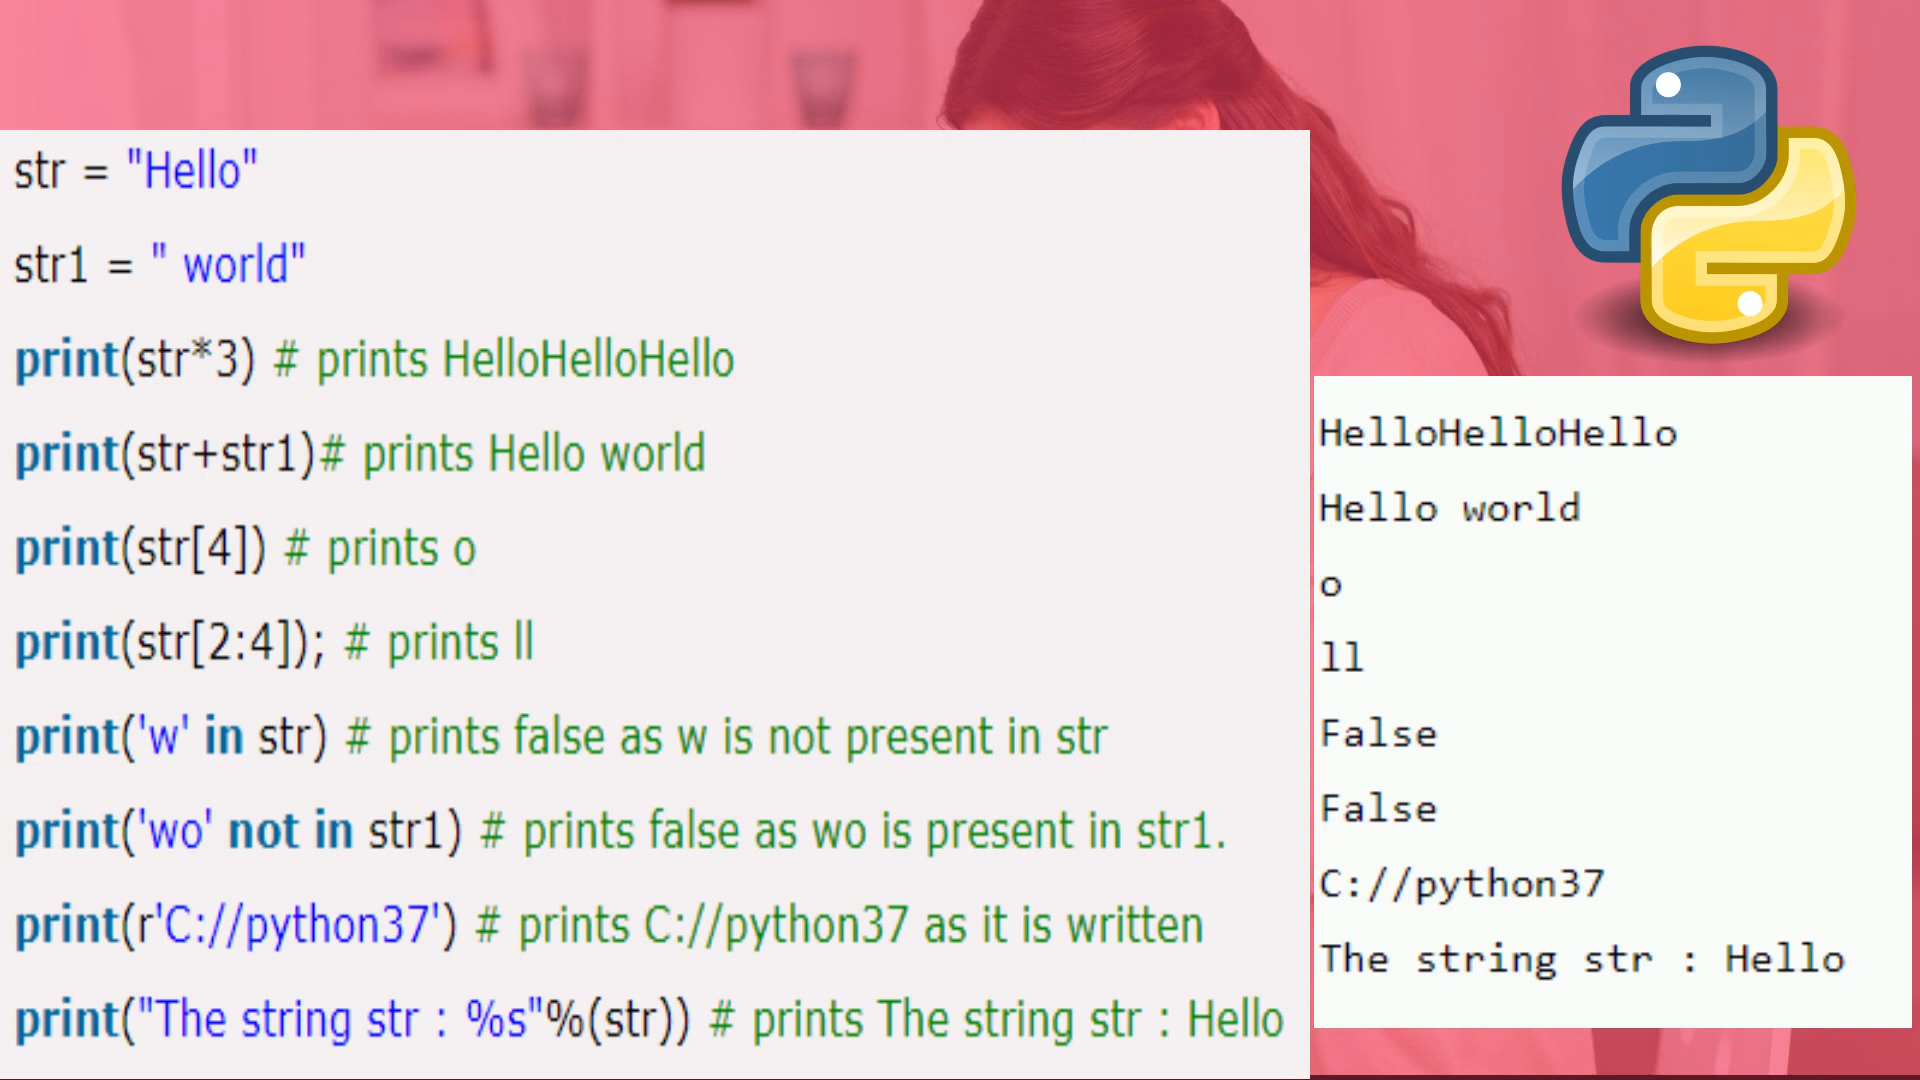 str = "Hello"
str1 = " world"
print(str*3) # prints HelloHelloHello
print(str+str1)# prints Hello world
print(str[4]) # prints o
print(str[2:4]); # prints ll
print('w' in str) # prints false as w is not present in str
print('wo' not in str1) # prints false as wo is present in str1.
print(r'C://python37') # prints C://python37 as it is written
print("The string str : %s"%(str)) # prints The string str : Hello
HelloHelloHello
Hello world
o
ll
False
False
C://python37
The string str : Hello